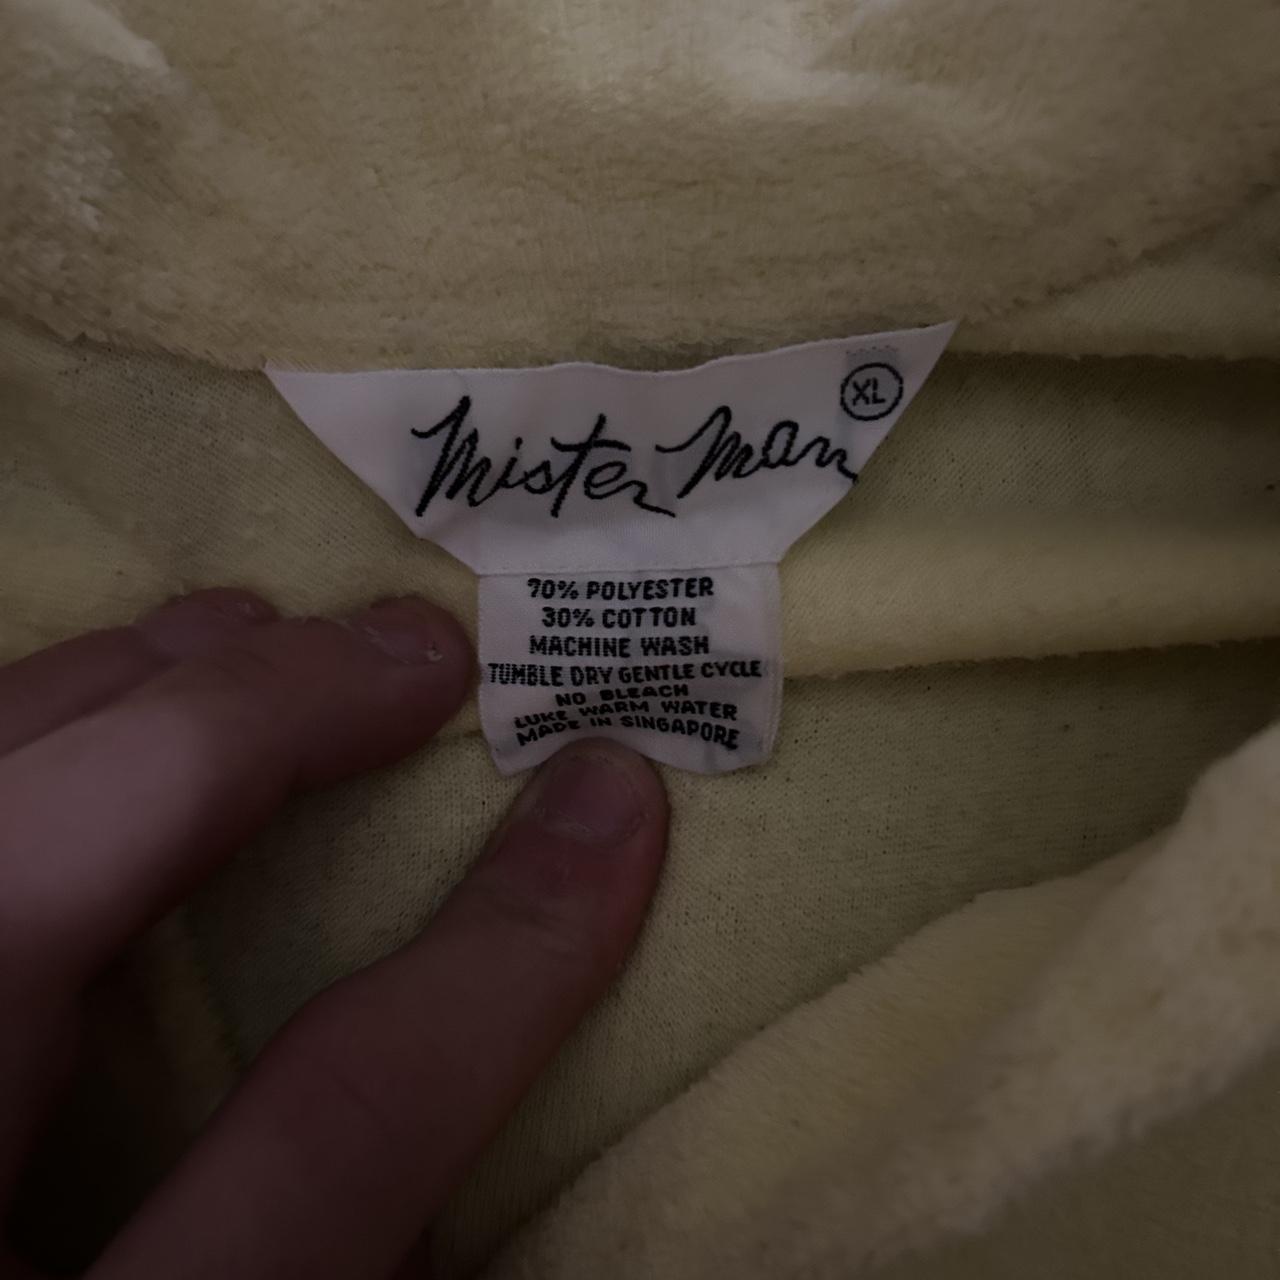 XL
Mister Man
70% POLYESTER
30% COTTON
MACHINE WASH
TUMBLE DRY GENTLE CYCLE
NO BLEACH
LUKE WARM WATER
MADE IN SINGAPORE